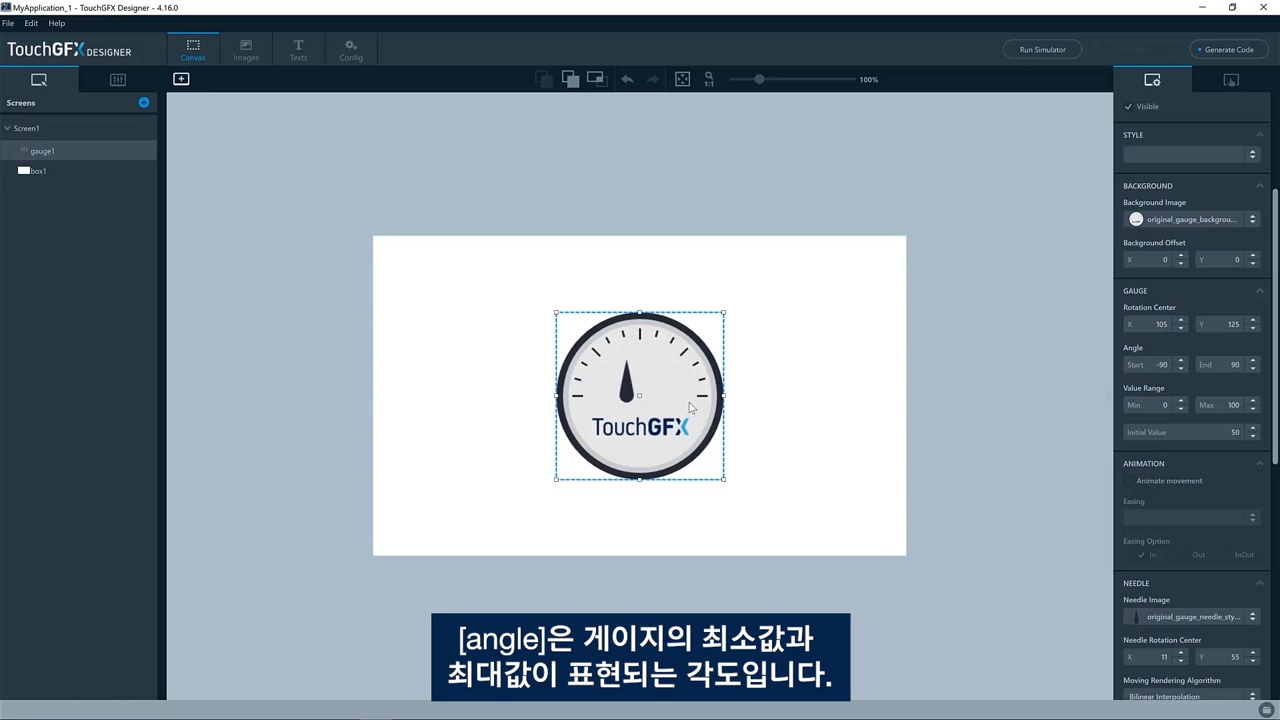 MyApplication_1 - TouchGFX Designer - 4.16.0
File Edit Help
TouchGFX DESIGNER
Canvas
Images
Texts
Config
Run Simulator
Generate Code
1:1
100%
Screens
Screen1
gauge1
box1
TouchGFX
Visible
STYLE
BACKGROUND
Background Image
original_gauge_backgrou...
Background Offset
X 0 Y 0
GAUGE
Rotation Center
X 105 Y 125
Angle
Start -90 End 90
Value Range
Min 0 Max 100
Initial Value 50
ANIMATION
Animate movement
Easing
Easing Option
In Out InOut
NEEDLE
Needle Image
original_gauge_needle_sty...
Needle Rotation Center
X 11 Y 55
Moving Rendering Algorithm
Bilinear Interpolation
[angle]은 게이지의 최소값과
최대값이 표현되는 각도입니다.